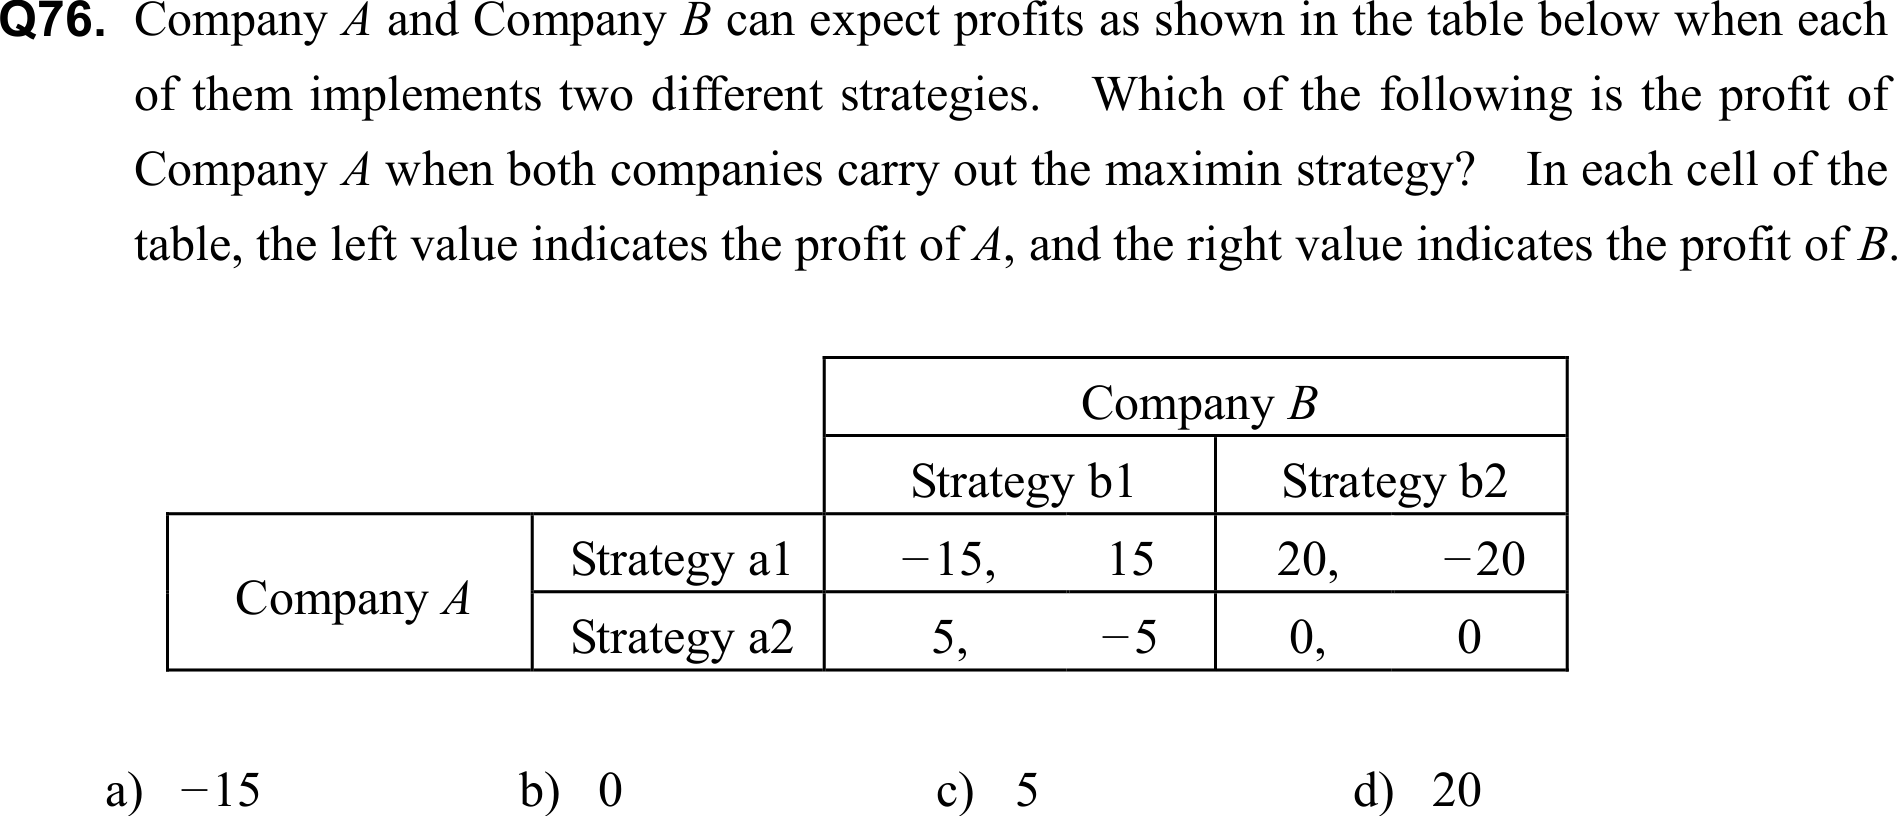 Q76. Company A and Company B can expect profits as shown in the table below when each
of them implements two different strategies. Which of the following is the profit of
Company A when both companies carry out the maximin strategy? In each cell of the
table, the left value indicates the profit of A, and the right value indicates the profit of B.
Company B
Strategy b1 Strategy b2
Company A
Strategy a1 −15, 15 20, −20
Strategy a2 5, −5 0, 0
a) −15 b) 0 c) 5 d) 20